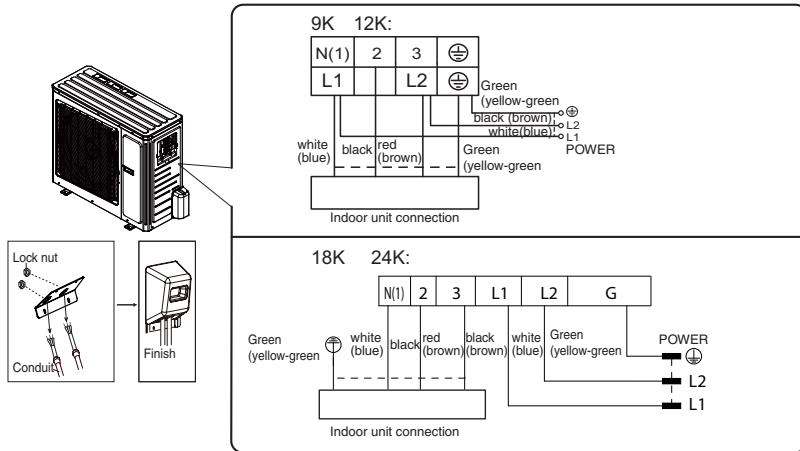 9K 12K:
N(1) 2 3
L1 L2
Green
(yellow-green
black (brown)
white(blue)
L2
L1
POWER
white
(blue)
black
red
(brown)
Green
(yellow-green
Indoor unit connection
Lock nut
Conduit
Finish
18K 24K:
N(1) 2 3 L1 L2 G
Green
(yellow-green
white
(blue)
black
red
(brown)
black
(brown)
white
(blue)
Green
(yellow-green
POWER
L2
L1
Indoor unit connection